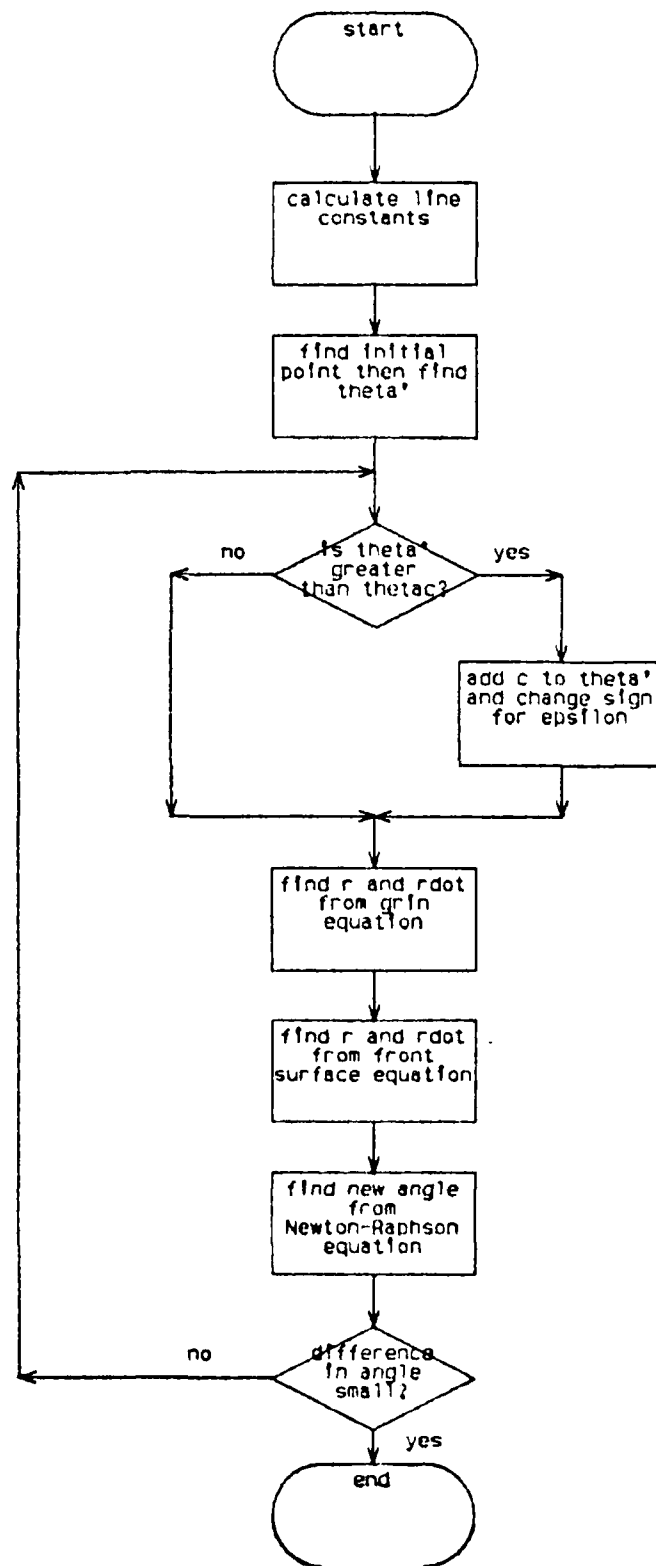 start
calculate line
constants
find initial
point then find
theta'
is theta'
greater
than thetac?
no
yes
add c to theta'
and change sign
for epsilon
find r and rdot
from grin
equation
find r and rdot
from front
surface equation
find new angle
from
Newton-Raphson
equation
difference
in angle
small?
no
yes
end